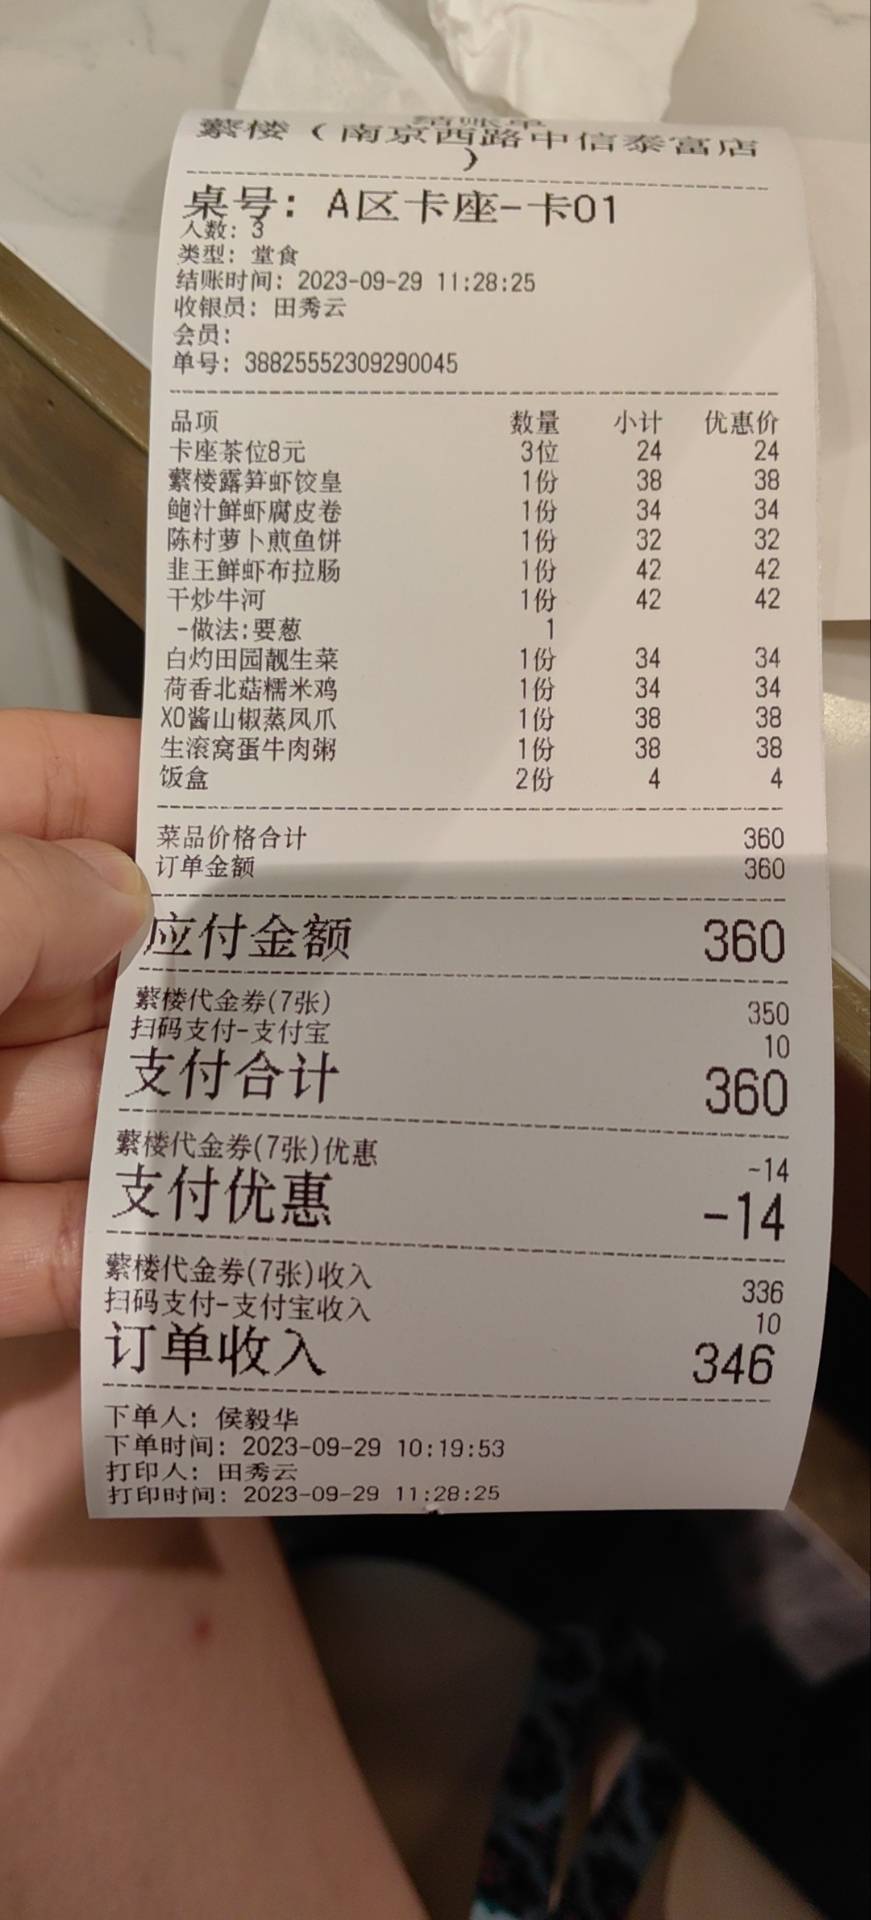 结账单
蘩楼（南京西路中信泰富店
）
桌号: A区卡座-卡01
人数: 3
类型: 堂食
结账时间: 2023-09-29 11:28:25
收银员: 田秀云
会员:
单号: 38825552309290045
品项 数量 小计 优惠价
卡座茶位8元 3位 24 24
蘩楼露笋虾饺皇 1份 38 38
鲍汁鲜虾腐皮卷 1份 34 34
陈村萝卜煎鱼饼 1份 32 32
韭王鲜虾布拉肠 1份 42 42
干炒牛河 1份 42 42
-做法:要葱 1
白灼田园靓生菜 1份 34 34
荷香北菇糯米鸡 1份 34 34
XO酱山椒蒸凤爪 1份 38 38
生滚窝蛋牛肉粥 1份 38 38
饭盒 2份 4 4
菜品价格合计 360
订单金额 360
应付金额 360
蘩楼代金券(7张) 350
扫码支付-支付宝 10
支付合计 360
蘩楼代金券(7张)优惠 -14
支付优惠 -14
蘩楼代金券(7张)收入 336
扫码支付-支付宝收入 10
订单收入 346
下单人: 侯毅华
下单时间: 2023-09-29 10:19:53
打印人: 田秀云
打印时间: 2023-09-29 11:28:25